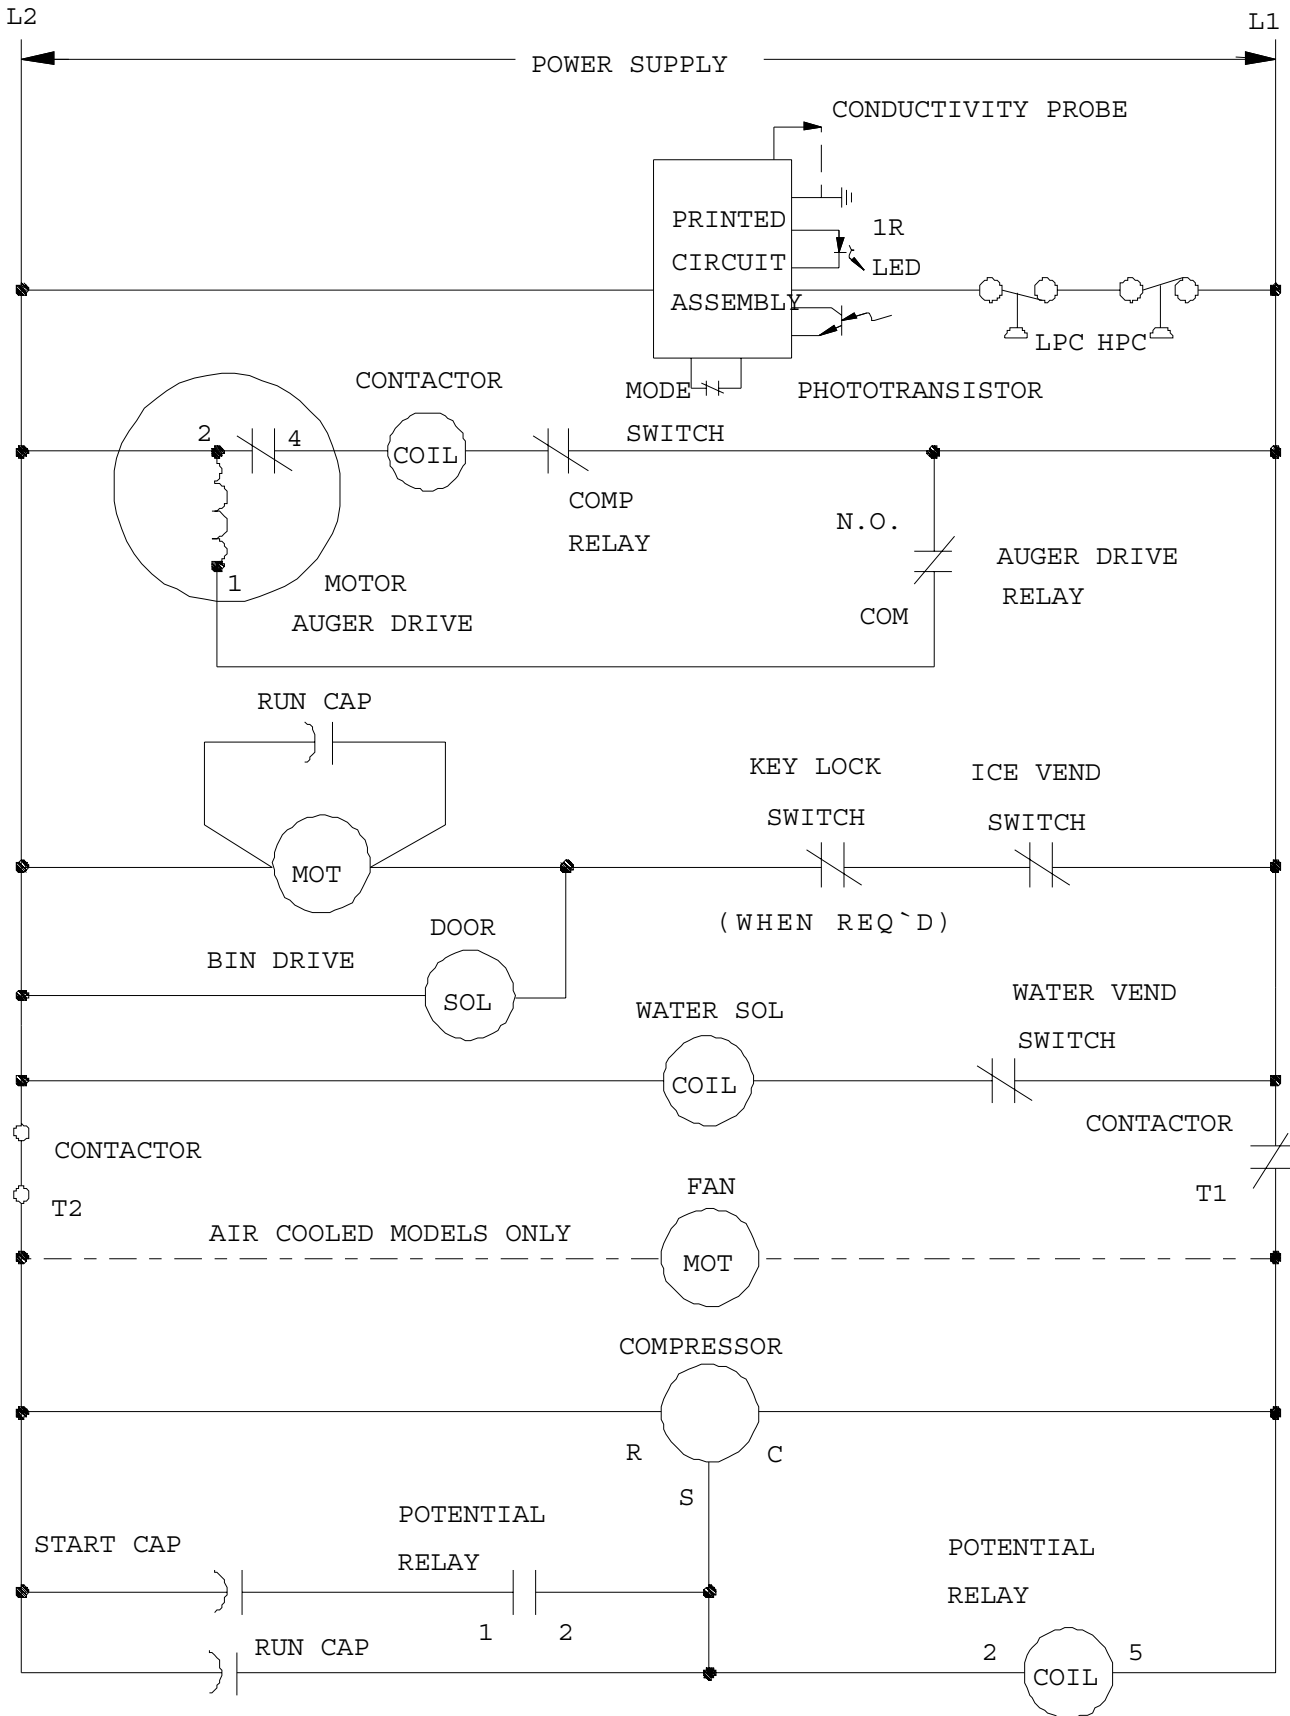 L2
L1
POWER SUPPLY
CONDUCTIVITY PROBE
PRINTED
1R
CIRCUIT
LED
ASSEMBLY
LPC HPC
CONTACTOR
MODE
PHOTOTRANSISTOR
2
4
SWITCH
COIL
COMP
N.O.
RELAY
AUGER DRIVE
1
MOTOR
RELAY
AUGER DRIVE
COM
RUN CAP
KEY LOCK
ICE VEND
SWITCH
SWITCH
MOT
(WHEN REQ`D)
DOOR
BIN DRIVE
SOL
WATER VEND
WATER SOL
SWITCH
COIL
CONTACTOR
CONTACTOR
FAN
T1
T2
AIR COOLED MODELS ONLY
MOT
COMPRESSOR
R
C
S
POTENTIAL
START CAP
POTENTIAL
RELAY
RELAY
1
2
RUN CAP
2
5
COIL